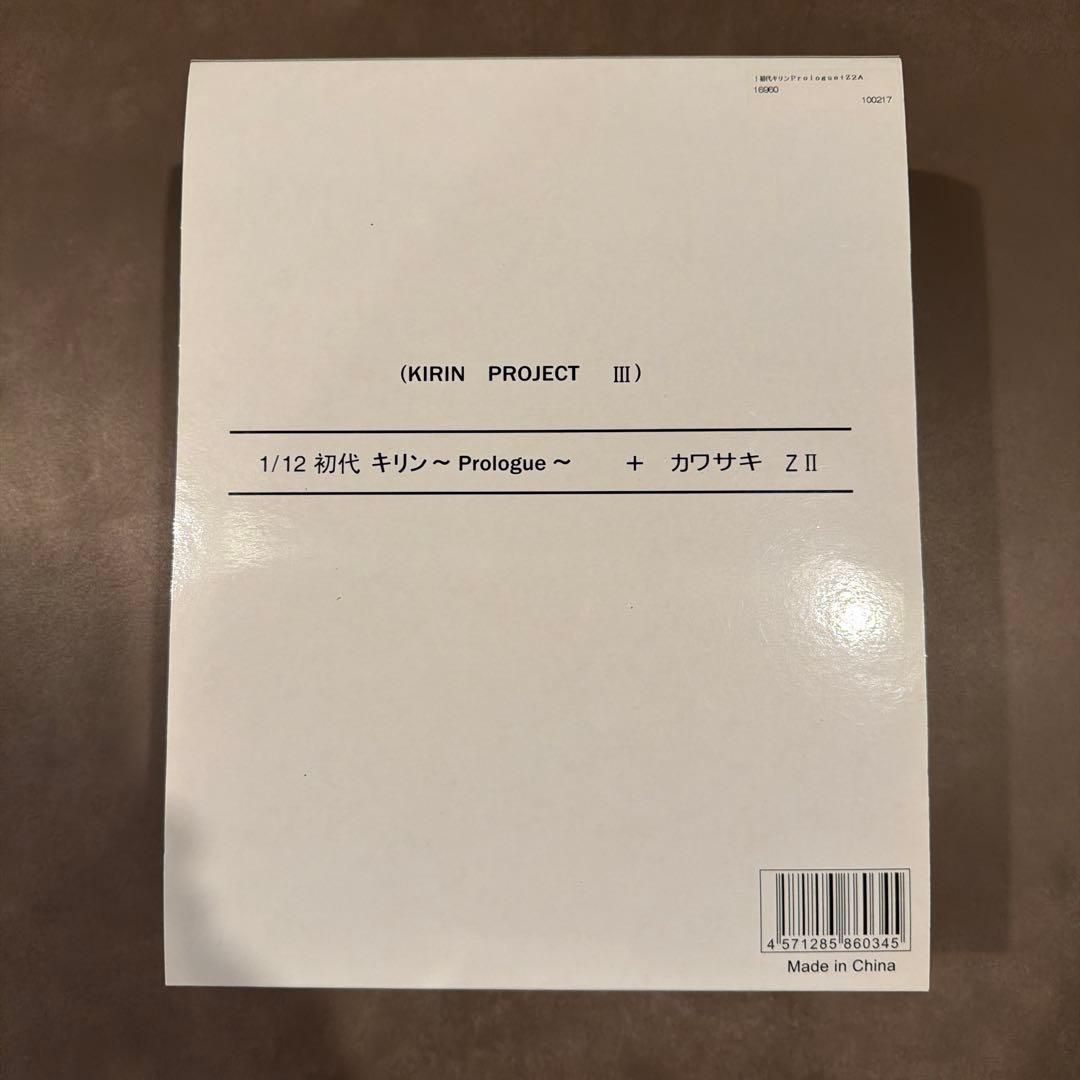 初代キリンPrologue+Z2A
16960
100217
(KIRIN PROJECT Ⅲ)
1/12 初代 キリン～ Prologue～ + カワサキ ZⅡ
4 571285 860345
Made in China